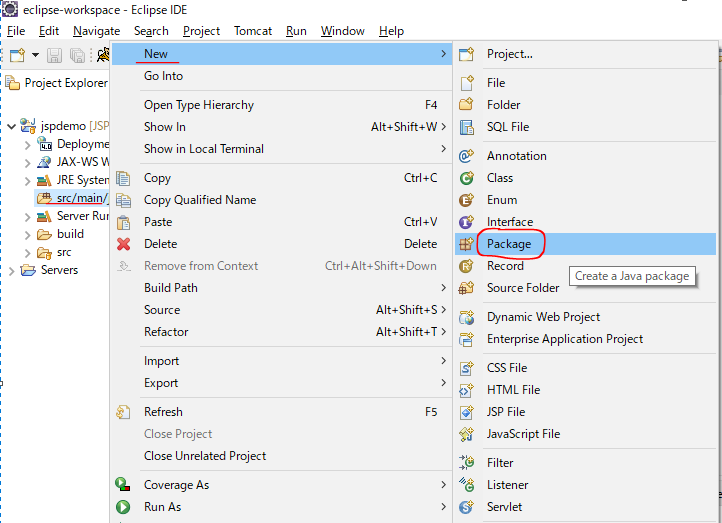 eclipse-workspace - Eclipse IDE
File Edit Navigate Search Project Tomcat Run Window Help
Project Explorer
jspdemo [JSP
Deployme
JAX-WS W
JRE System
src/main/
Server Run
build
src
Servers
New
Go Into
Open Type Hierarchy F4
Show In Alt+Shift+W
Show in Local Terminal
Copy Ctrl+C
Copy Qualified Name
Paste Ctrl+V
Delete Delete
Remove from Context Ctrl+Alt+Shift+Down
Build Path
Source Alt+Shift+S
Refactor Alt+Shift+T
Import
Export
Refresh F5
Close Project
Close Unrelated Project
Coverage As
Run As
Project...
File
Folder
SQL File
Annotation
Class
Enum
Interface
Package
Record
Create a Java package
Source Folder
Dynamic Web Project
Enterprise Application Project
CSS File
HTML File
JSP File
JavaScript File
Filter
Listener
Servlet